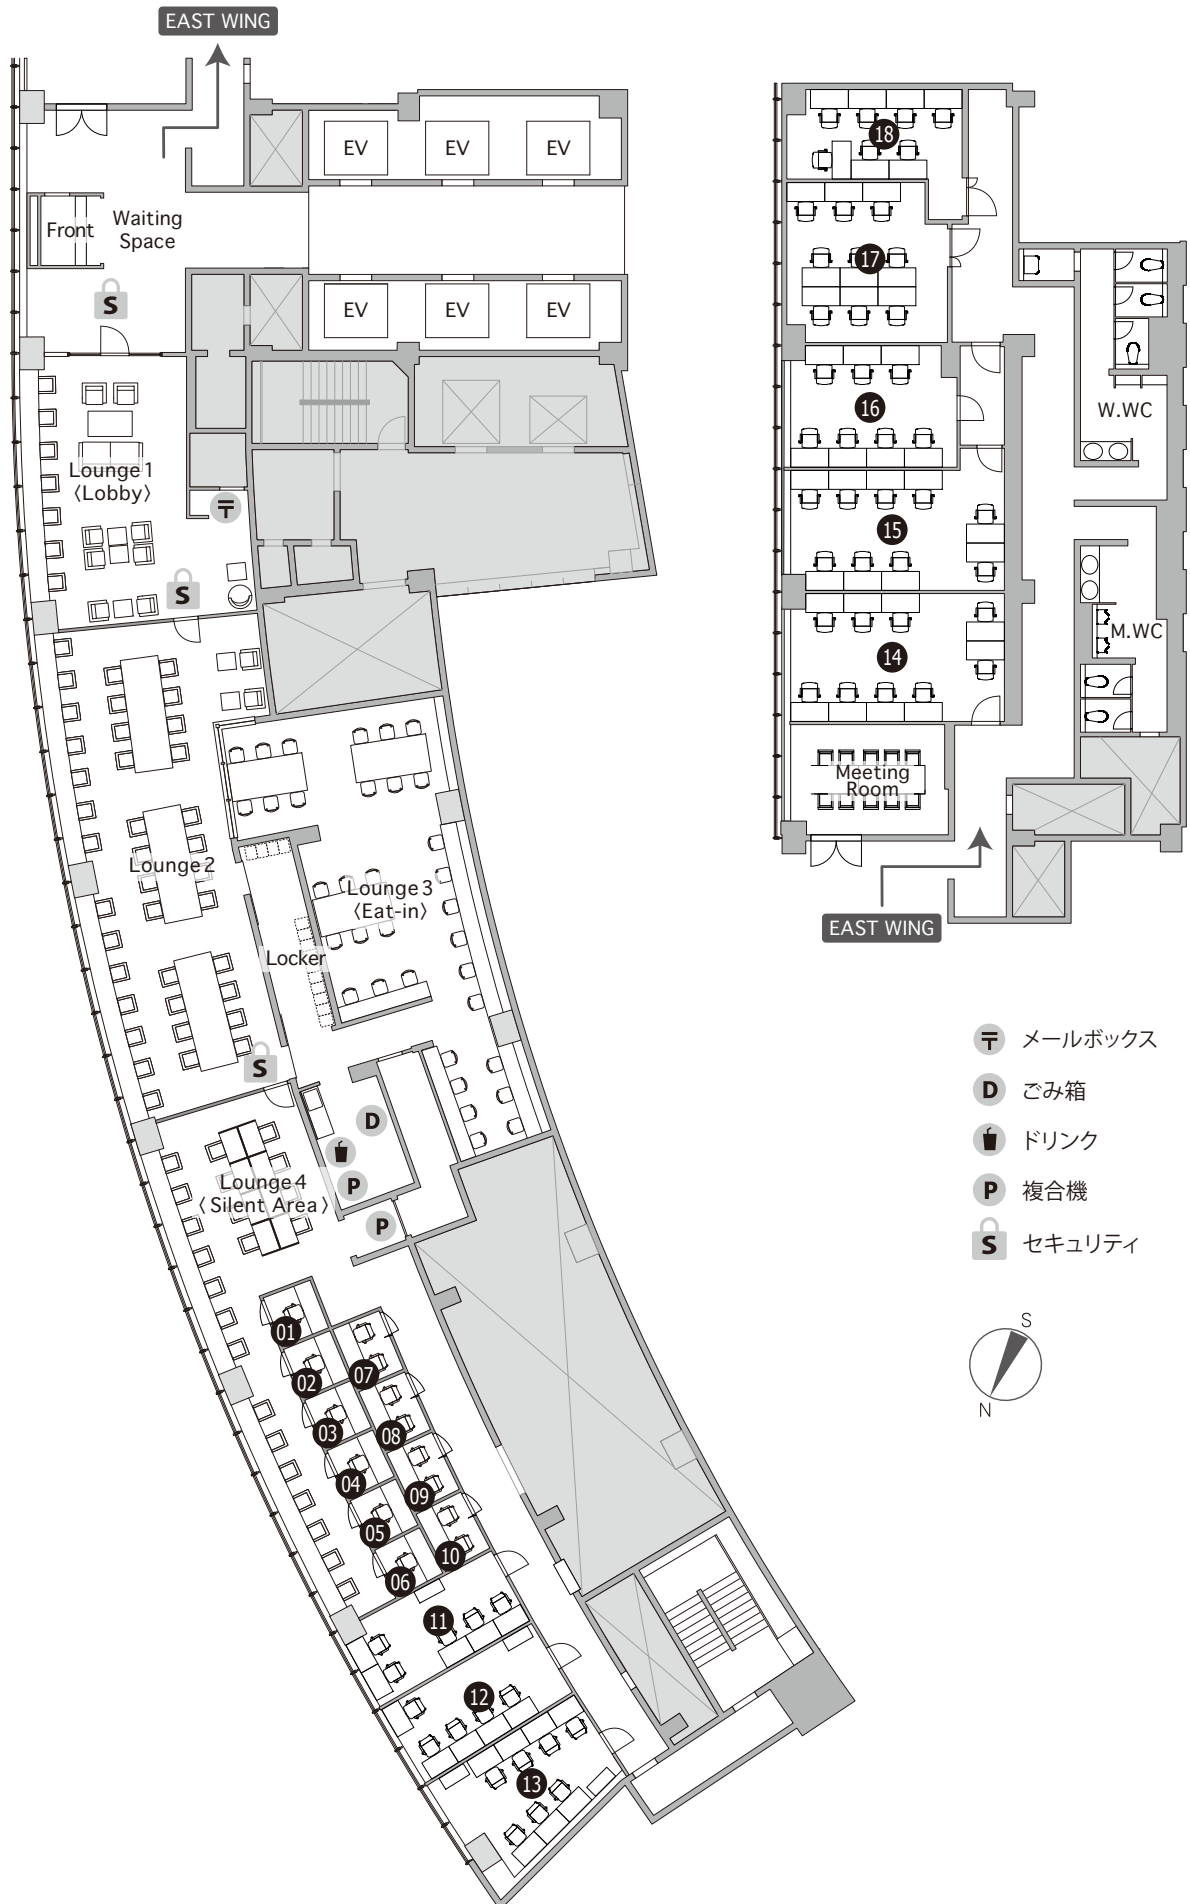 EAST WING
EV
EV
EV
Front
Waiting
Space
S
EV
EV
EV
Lounge 1
〈Lobby〉
〒
S
Lounge 2
Lounge 3
〈Eat-in〉
Locker
S
D
P
P
Lounge 4
〈Silent Area〉
01
02
03
04
05
06
07
08
09
10
11
12
13
18
17
16
15
14
W.WC
M.WC
Meeting
Room
EAST WING
〒 メールボックス
D ごみ箱
ドリンク
P 複合機
S セキュリティ
S
N